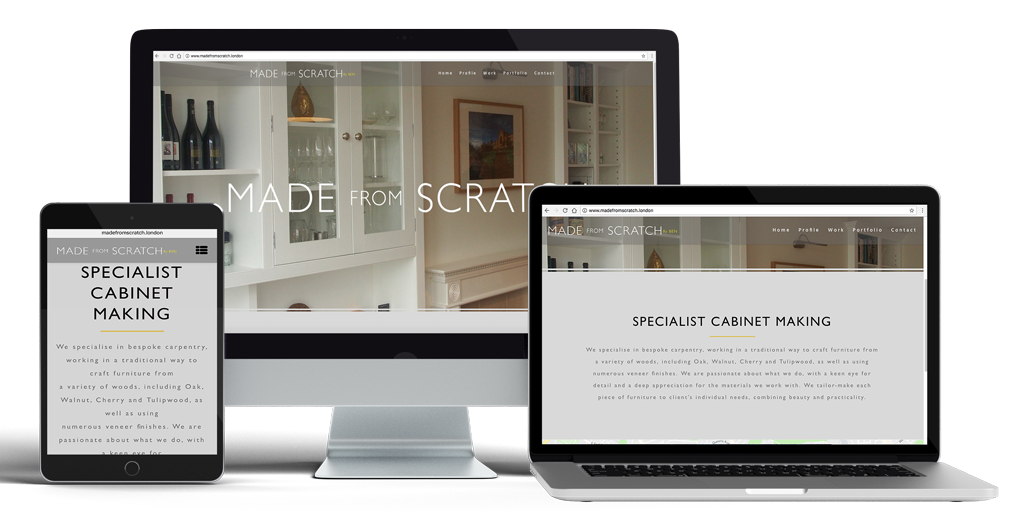 www.madefromscratch.london
MADE FROM SCRATCH by BEN
Home Profile Work Portfolio Contact
MADE FROM SCRATCH
madefromscratch.london
MADE FROM SCRATCH by BEN
SPECIALIST
CABINET
MAKING
We specialise in bespoke carpentry,
working in a traditional way to
craft furniture from
a variety of woods, including Oak,
Walnut, Cherry and Tulipwood, as
well as using
numerous veneer finishes. We are
passionate about what we do, with
a keen eye for
www.madefromscratch.london
MADE FROM SCRATCH by BEN
Home Profile Work Portfolio Contact
SPECIALIST CABINET MAKING
We specialise in bespoke carpentry, working in a traditional way to craft furniture from
a variety of woods, including Oak, Walnut, Cherry and Tulipwood, as well as using
numerous veneer finishes. We are passionate about what we do, with a keen eye for
detail and a deep appreciation for the materials we work with. We tailor-make each
piece of furniture to client's individual needs, combining beauty and practicality.